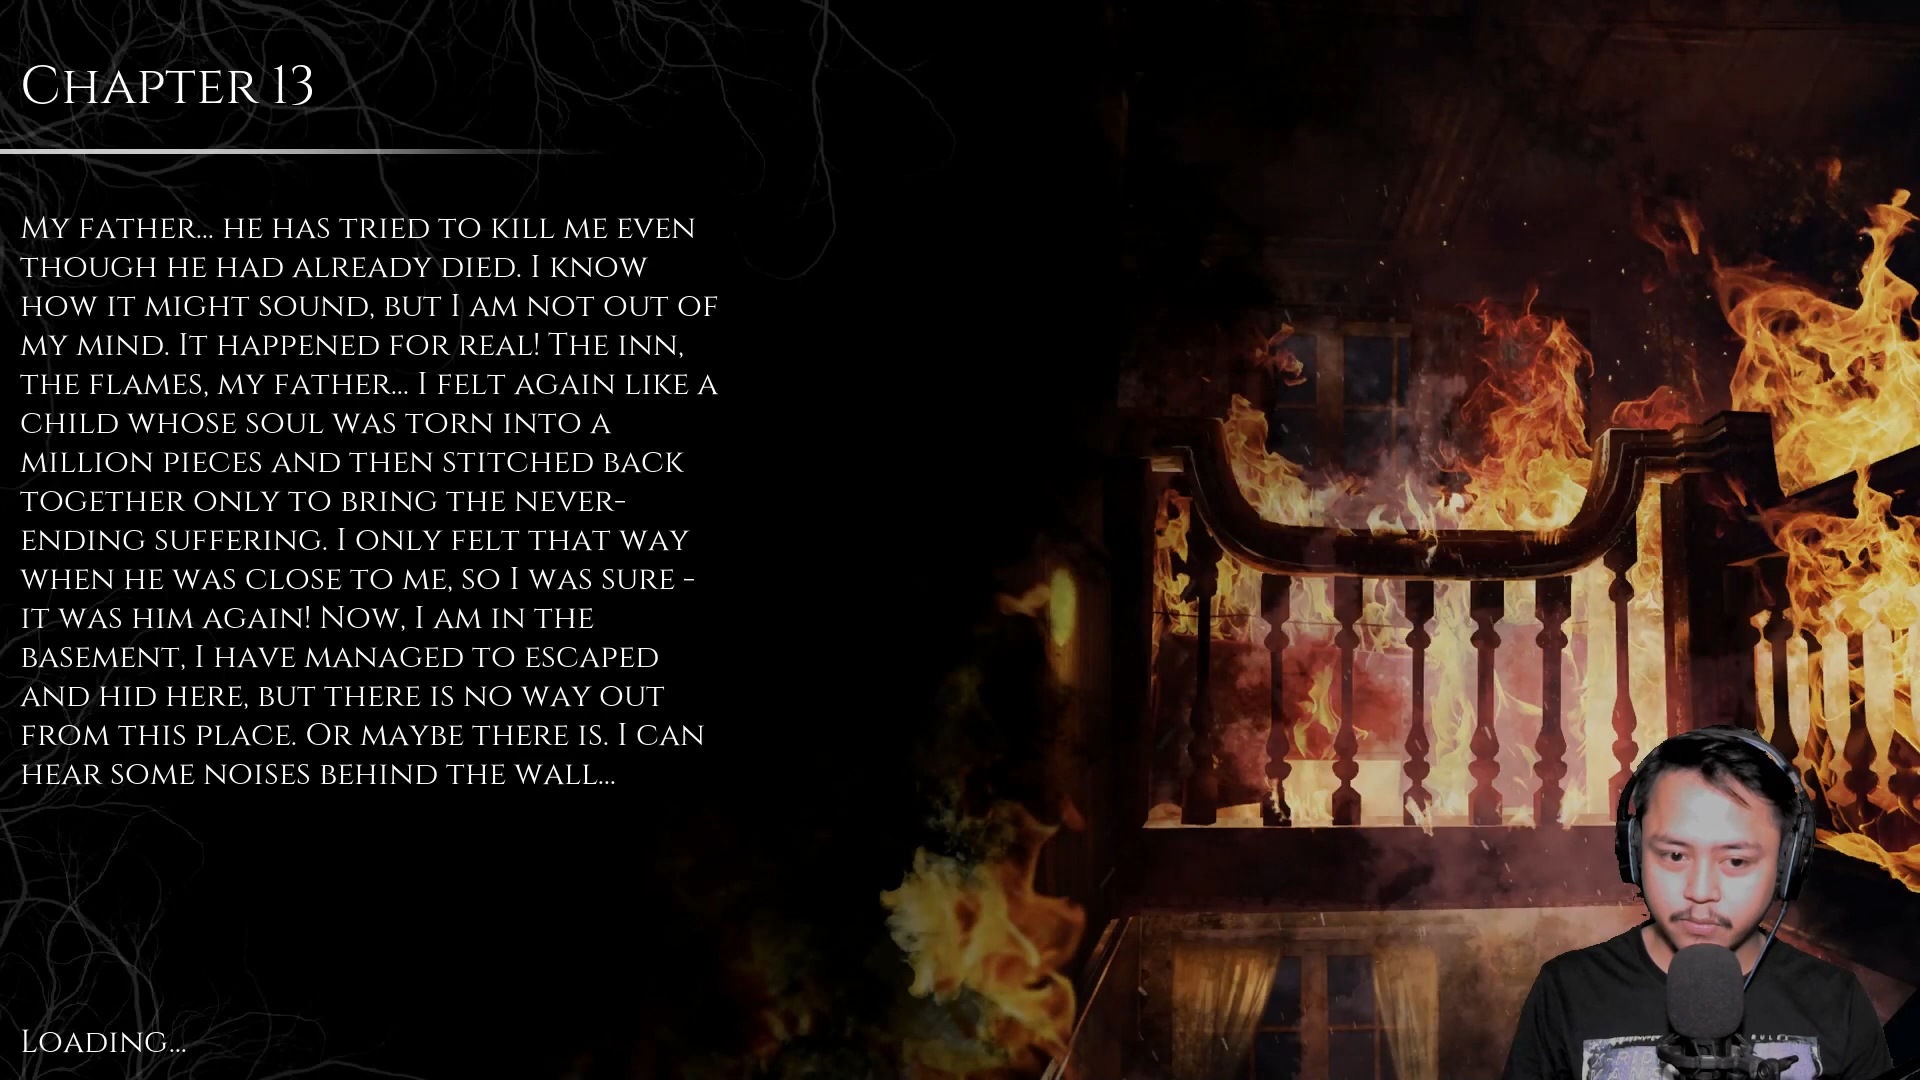 Chapter 13
My father... he has tried to kill me even
though he had already died. I know
how it might sound, but I am not out of
my mind. It happened for real! The inn,
the flames, my father... I felt again like a
child whose soul was torn into a
million pieces and then stitched back
together only to bring the never-
ending suffering. I only felt that way
when he was close to me, so I was sure -
it was him again! Now, I am in the
basement, I have managed to escaped
and hid here, but there is no way out
from this place. Or maybe there is. I can
hear some noises behind the wall...
Loading...